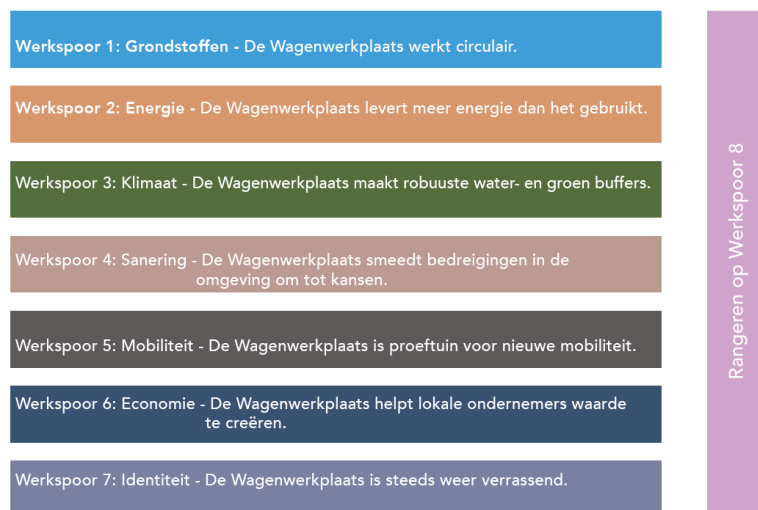 Werkspoor 1: Grondstoffen - De Wagenwerkplaats werkt circulair.
Werkspoor 2: Energie - De Wagenwerkplaats levert meer energie dan het gebruikt.
Werkspoor 3: Klimaat - De Wagenwerkplaats maakt robuuste water- en groen buffers.
Werkspoor 4: Sanering - De Wagenwerkplaats smeedt bedreigingen in de
omgeving om tot kansen.
Werkspoor 5: Mobiliteit - De Wagenwerkplaats is proeftuin voor nieuwe mobiliteit.
Werkspoor 6: Economie - De Wagenwerkplaats helpt lokale ondernemers waarde
te creëren.
Werkspoor 7: Identiteit - De Wagenwerkplaats is steeds weer verrassend.
Rangeren op Werkspoor 8